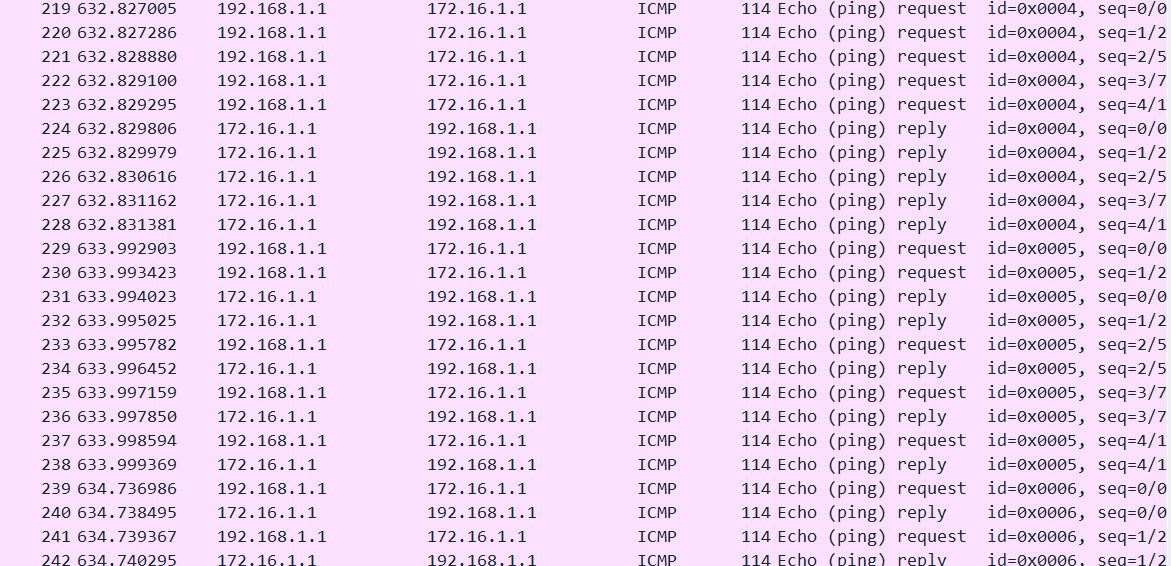 219 632.827005 192.168.1.1 172.16.1.1 ICMP 114 Echo (ping) request id=0x0004, seq=0/0
220 632.827286 192.168.1.1 172.16.1.1 ICMP 114 Echo (ping) request id=0x0004, seq=1/2
221 632.828880 192.168.1.1 172.16.1.1 ICMP 114 Echo (ping) request id=0x0004, seq=2/5
222 632.829100 192.168.1.1 172.16.1.1 ICMP 114 Echo (ping) request id=0x0004, seq=3/7
223 632.829295 192.168.1.1 172.16.1.1 ICMP 114 Echo (ping) request id=0x0004, seq=4/1
224 632.829806 172.16.1.1 192.168.1.1 ICMP 114 Echo (ping) reply id=0x0004, seq=0/0
225 632.829979 172.16.1.1 192.168.1.1 ICMP 114 Echo (ping) reply id=0x0004, seq=1/2
226 632.830616 172.16.1.1 192.168.1.1 ICMP 114 Echo (ping) reply id=0x0004, seq=2/5
227 632.831162 172.16.1.1 192.168.1.1 ICMP 114 Echo (ping) reply id=0x0004, seq=3/7
228 632.831381 172.16.1.1 192.168.1.1 ICMP 114 Echo (ping) reply id=0x0004, seq=4/1
229 633.992903 192.168.1.1 172.16.1.1 ICMP 114 Echo (ping) request id=0x0005, seq=0/0
230 633.993423 192.168.1.1 172.16.1.1 ICMP 114 Echo (ping) request id=0x0005, seq=1/2
231 633.994023 172.16.1.1 192.168.1.1 ICMP 114 Echo (ping) reply id=0x0005, seq=0/0
232 633.995025 172.16.1.1 192.168.1.1 ICMP 114 Echo (ping) reply id=0x0005, seq=1/2
233 633.995782 192.168.1.1 172.16.1.1 ICMP 114 Echo (ping) request id=0x0005, seq=2/5
234 633.996452 172.16.1.1 192.168.1.1 ICMP 114 Echo (ping) reply id=0x0005, seq=2/5
235 633.997159 192.168.1.1 172.16.1.1 ICMP 114 Echo (ping) request id=0x0005, seq=3/7
236 633.997850 172.16.1.1 192.168.1.1 ICMP 114 Echo (ping) reply id=0x0005, seq=3/7
237 633.998594 192.168.1.1 172.16.1.1 ICMP 114 Echo (ping) request id=0x0005, seq=4/1
238 633.999369 172.16.1.1 192.168.1.1 ICMP 114 Echo (ping) reply id=0x0005, seq=4/1
239 634.736986 192.168.1.1 172.16.1.1 ICMP 114 Echo (ping) request id=0x0006, seq=0/0
240 634.738495 172.16.1.1 192.168.1.1 ICMP 114 Echo (ping) reply id=0x0006, seq=0/0
241 634.739367 192.168.1.1 172.16.1.1 ICMP 114 Echo (ping) request id=0x0006, seq=1/2
242 634.740295 172.16.1.1 192.168.1.1 ICMP 114 Echo (ping) reply id=0x0006, seq=1/2